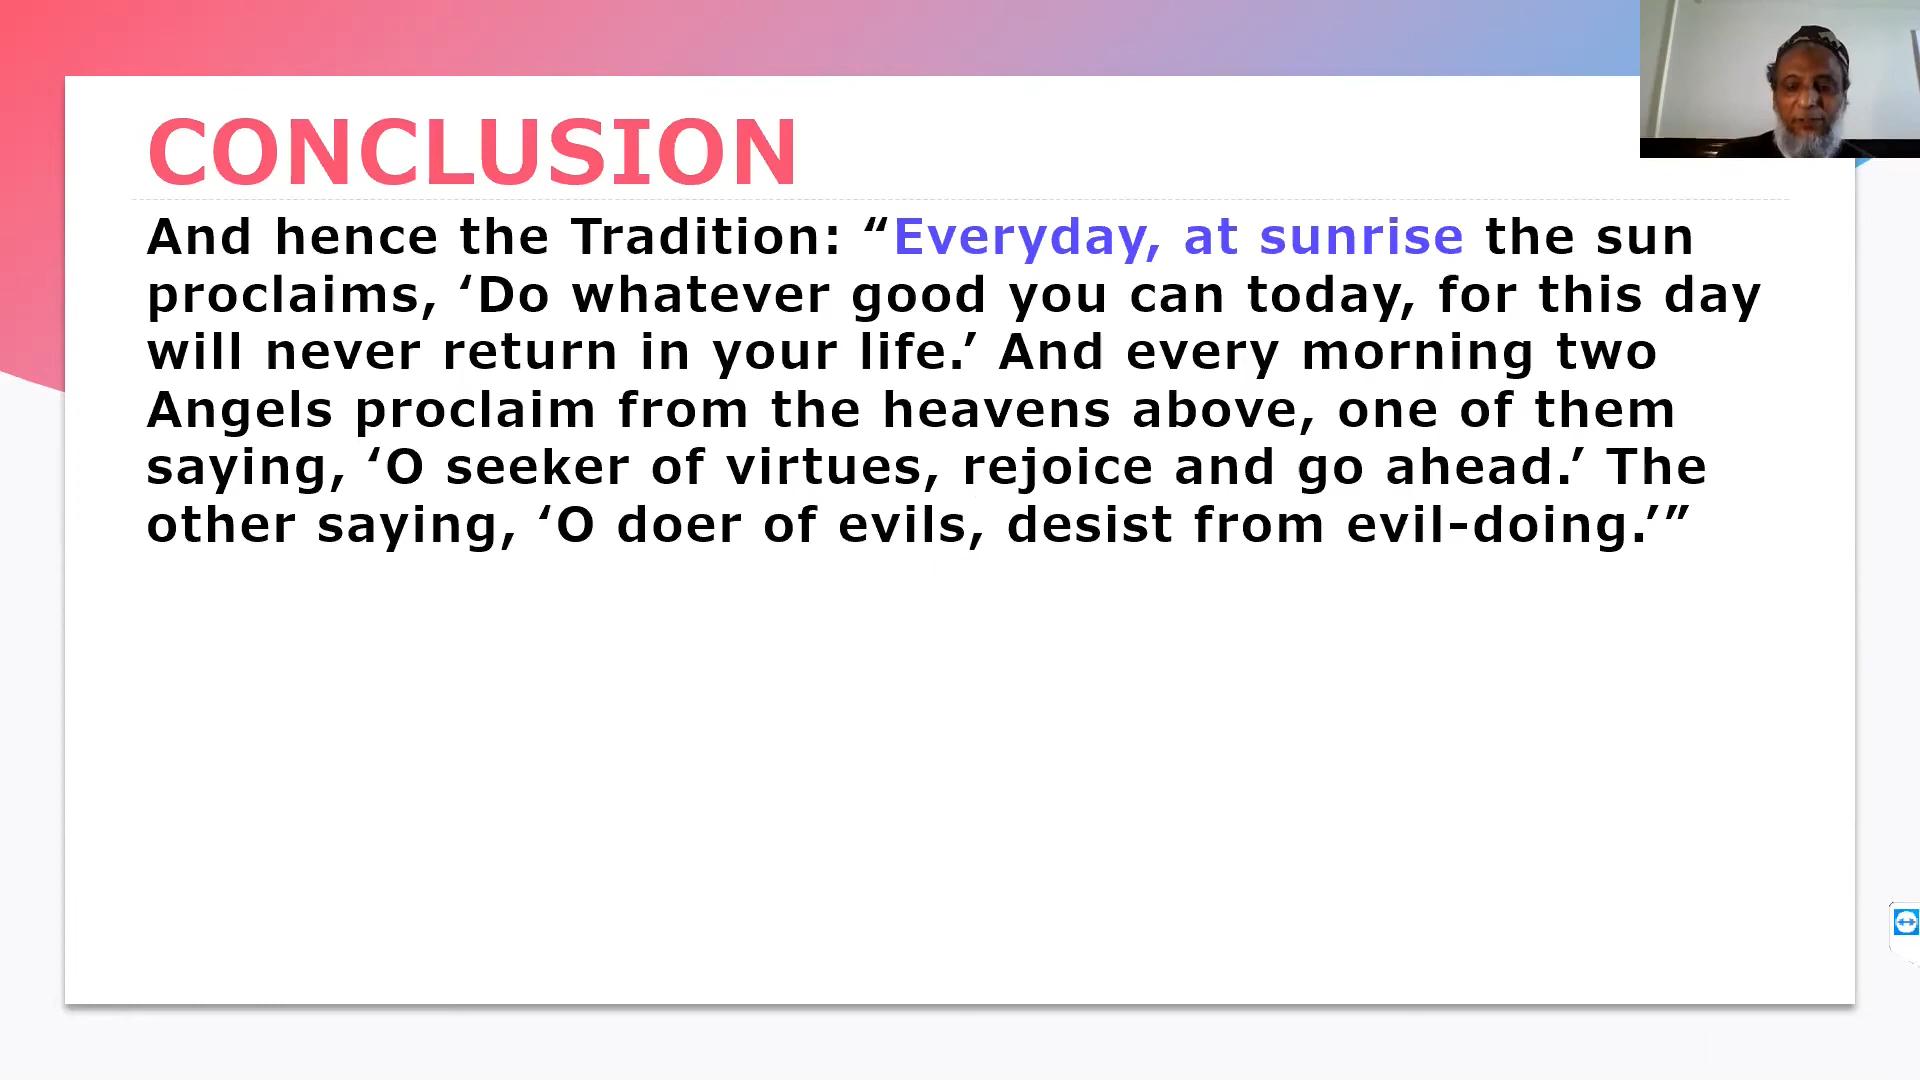 CONCLUSION
And hence the Tradition: “Everyday, at sunrise the sun
proclaims, ‘Do whatever good you can today, for this day
will never return in your life.’ And every morning two
Angels proclaim from the heavens above, one of them
saying, ‘O seeker of virtues, rejoice and go ahead.’ The
other saying, ‘O doer of evils, desist from evil-doing.’”